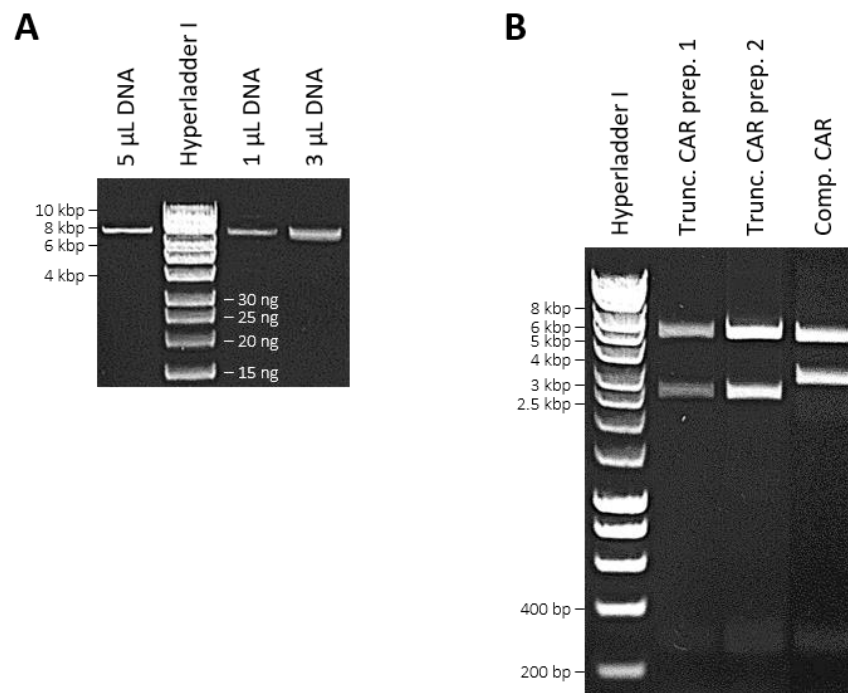 A
5 µL DNA
Hyperladder I
1 µL DNA
3 µL DNA
10 kbp
8 kbp
6 kbp
4 kbp
30 ng
25 ng
20 ng
15 ng
B
Hyperladder I
Trunc. CAR prep. 1
Trunc. CAR prep. 2
Comp. CAR
8 kbp
6 kbp
5 kbp
4 kbp
3 kbp
2.5 kbp
400 bp
200 bp